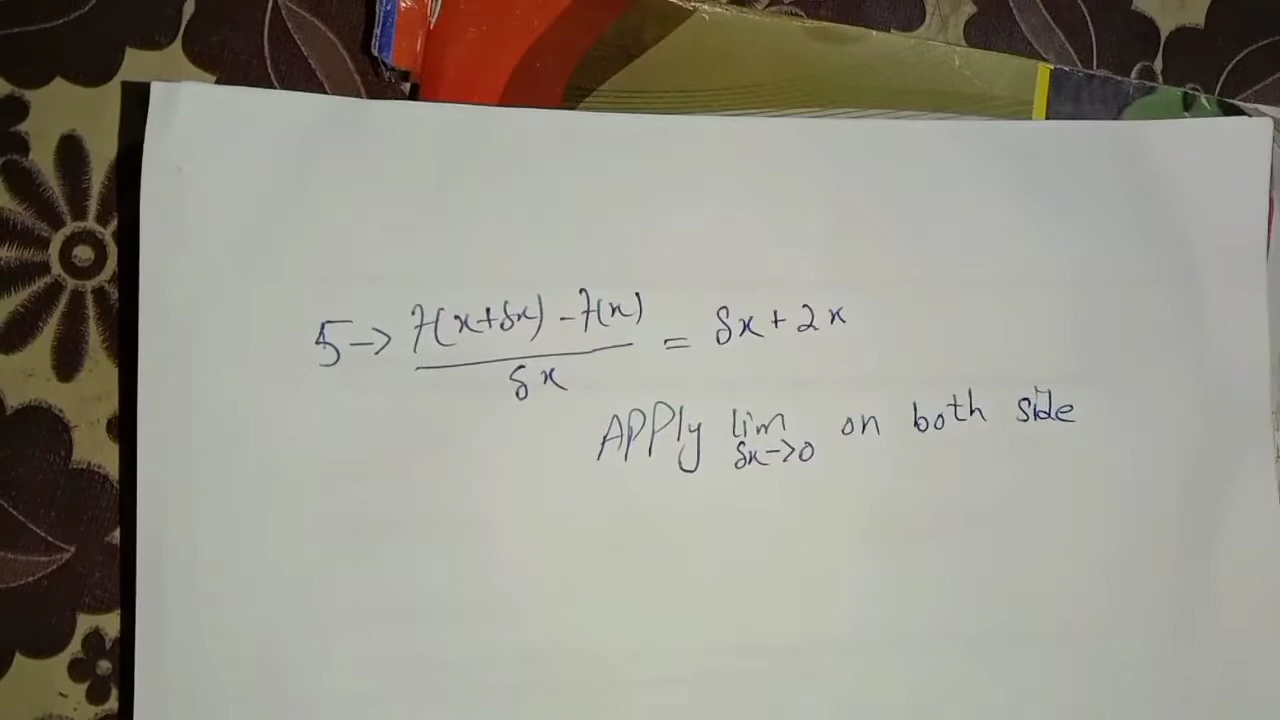 5→ f(x+δx) - f(x) / δx = δx + 2x
APPly lim δx→0 on both side